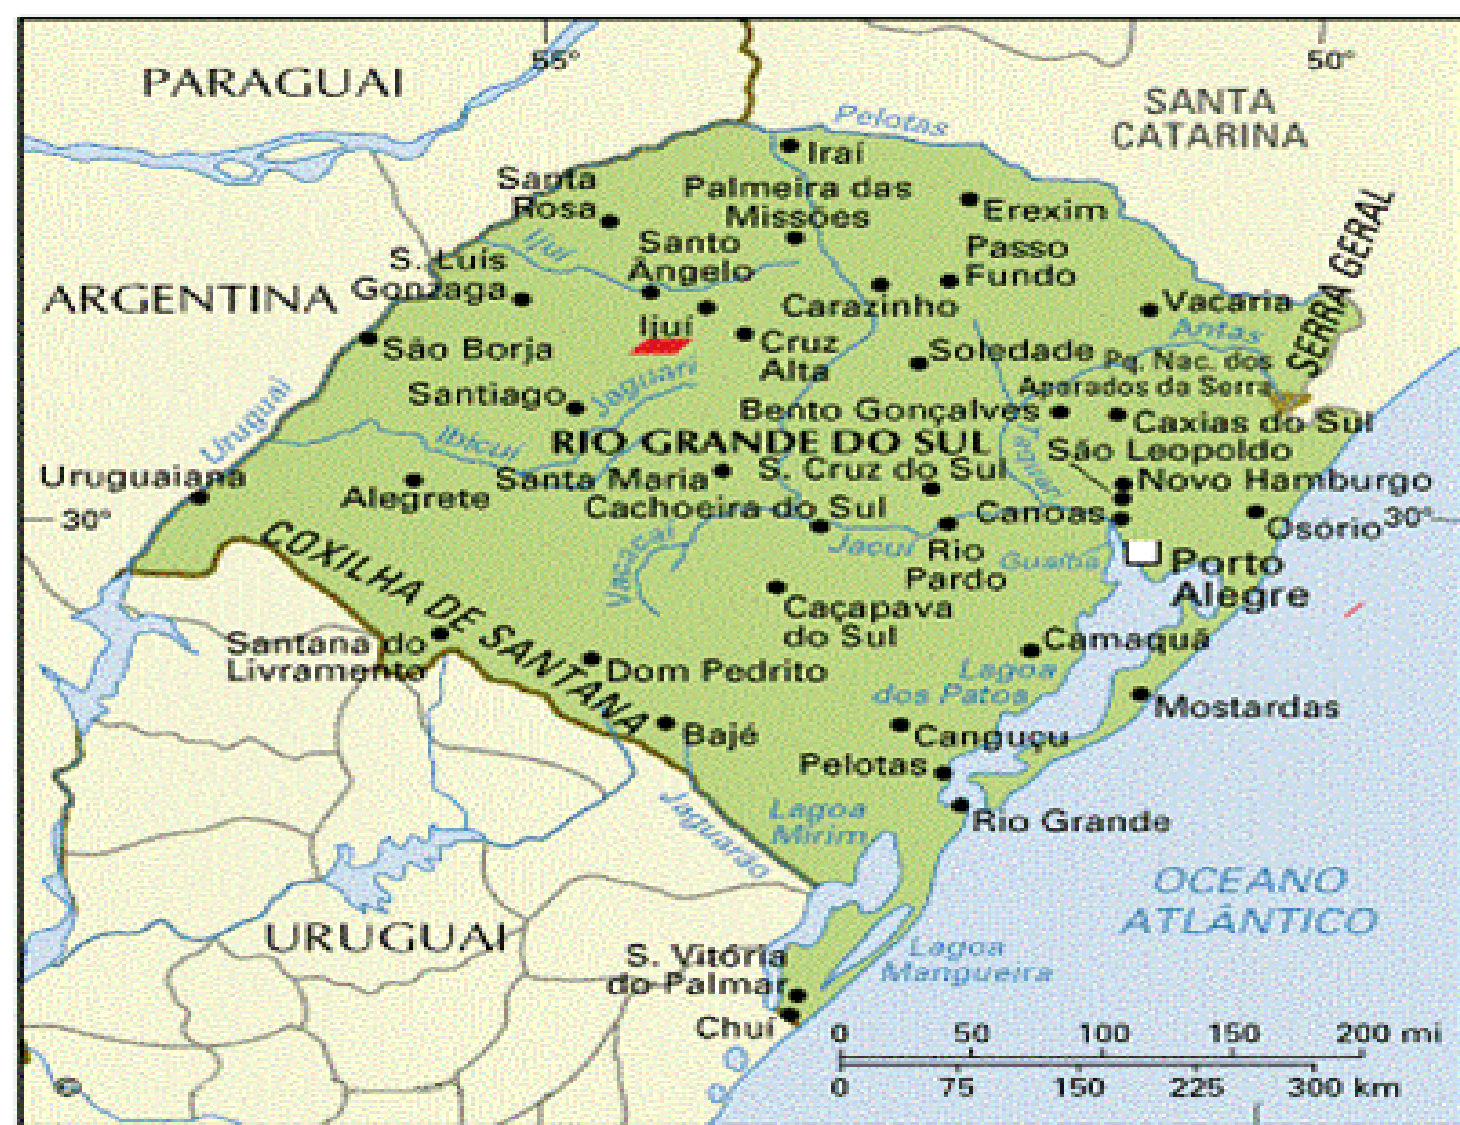 55°
50°
PARAGUAI
SANTA
CATARINA
Pelotas
Iraí
Santa
Rosa
Palmeira das
Missões
Erexim
Ijuí
Santo
Ângelo
Passo
Fundo
S. Luís
Gonzaga
ARGENTINA
Carazinho
Vacaria
SERRA GERAL
Ijuí
Antas
São Borja
Cruz
Alta
Soledade
Pq. Nac. dos
Aparados da Serra
Jaguari
Santiago
Bento Gonçalves
Caxias do Sul
Uruguai
Ibicuí
RIO GRANDE DO SUL
São Leopoldo
Uruguaiana
Alegrete
Santa Maria
S. Cruz do Sul
Novo Hamburgo
Cachoeira do Sul
Canoas
30°
Osório
30°
COXILHA DE SANTANA
Vacacaí
Jacuí
Rio
Pardo
Guaíba
Porto
Alegre
Caçapava
do Sul
Santana do
Livramento
Camaquã
Dom Pedrito
Lagoa
dos Patos
Mostardas
Bajé
Canguçu
Pelotas
Jaguarão
Lagoa
Mirim
Rio Grande
OCEANO
ATLÂNTICO
URUGUAI
Lagoa
Mangueira
S. Vitória
do Palmar
Chuí
0 50 100 150 200 mi
0 75 150 225 300 km